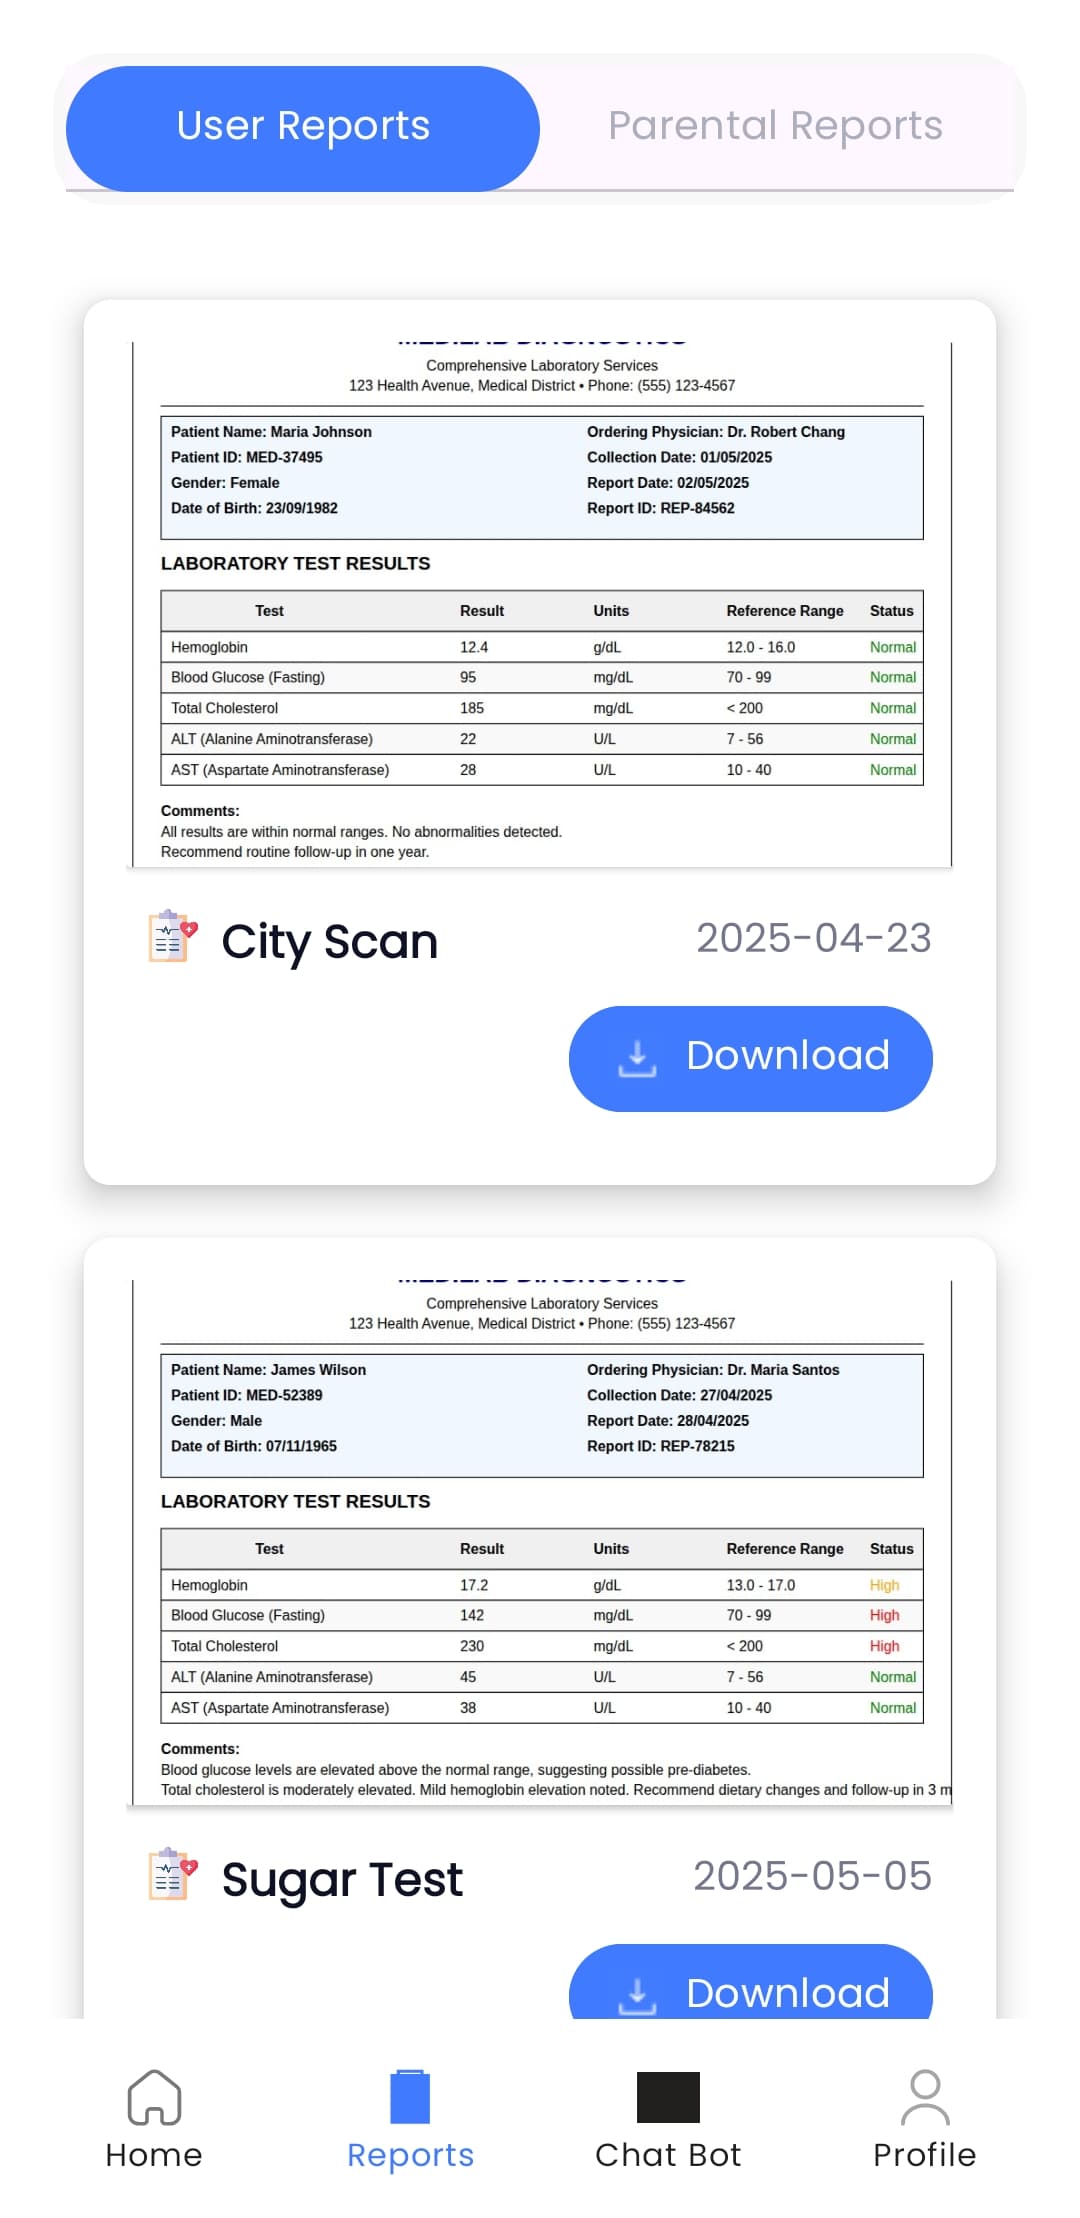 User Reports Parental Reports
Comprehensive Laboratory Services
123 Health Avenue, Medical District • Phone: (555) 123-4567
Patient Name: Maria Johnson Ordering Physician: Dr. Robert Chang
Patient ID: MED-37495 Collection Date: 01/05/2025
Gender: Female Report Date: 02/05/2025
Date of Birth: 23/09/1982 Report ID: REP-84562
LABORATORY TEST RESULTS
Test Result Units Reference Range Status
Hemoglobin 12.4 g/dL 12.0 - 16.0 Normal
Blood Glucose (Fasting) 95 mg/dL 70 - 99 Normal
Total Cholesterol 185 mg/dL < 200 Normal
ALT (Alanine Aminotransferase) 22 U/L 7 - 56 Normal
AST (Aspartate Aminotransferase) 28 U/L 10 - 40 Normal
Comments:
All results are within normal ranges. No abnormalities detected.
Recommend routine follow-up in one year.
City Scan 2025-04-23
Download
Comprehensive Laboratory Services
123 Health Avenue, Medical District • Phone: (555) 123-4567
Patient Name: James Wilson Ordering Physician: Dr. Maria Santos
Patient ID: MED-52389 Collection Date: 27/04/2025
Gender: Male Report Date: 28/04/2025
Date of Birth: 07/11/1965 Report ID: REP-78215
LABORATORY TEST RESULTS
Test Result Units Reference Range Status
Hemoglobin 17.2 g/dL 13.0 - 17.0 High
Blood Glucose (Fasting) 142 mg/dL 70 - 99 High
Total Cholesterol 230 mg/dL < 200 High
ALT (Alanine Aminotransferase) 45 U/L 7 - 56 Normal
AST (Aspartate Aminotransferase) 38 U/L 10 - 40 Normal
Comments:
Blood glucose levels are elevated above the normal range, suggesting possible pre-diabetes.
Total cholesterol is moderately elevated. Mild hemoglobin elevation noted. Recommend dietary changes and follow-up in 3 m
Sugar Test 2025-05-05
Download
Home Reports Chat Bot Profile